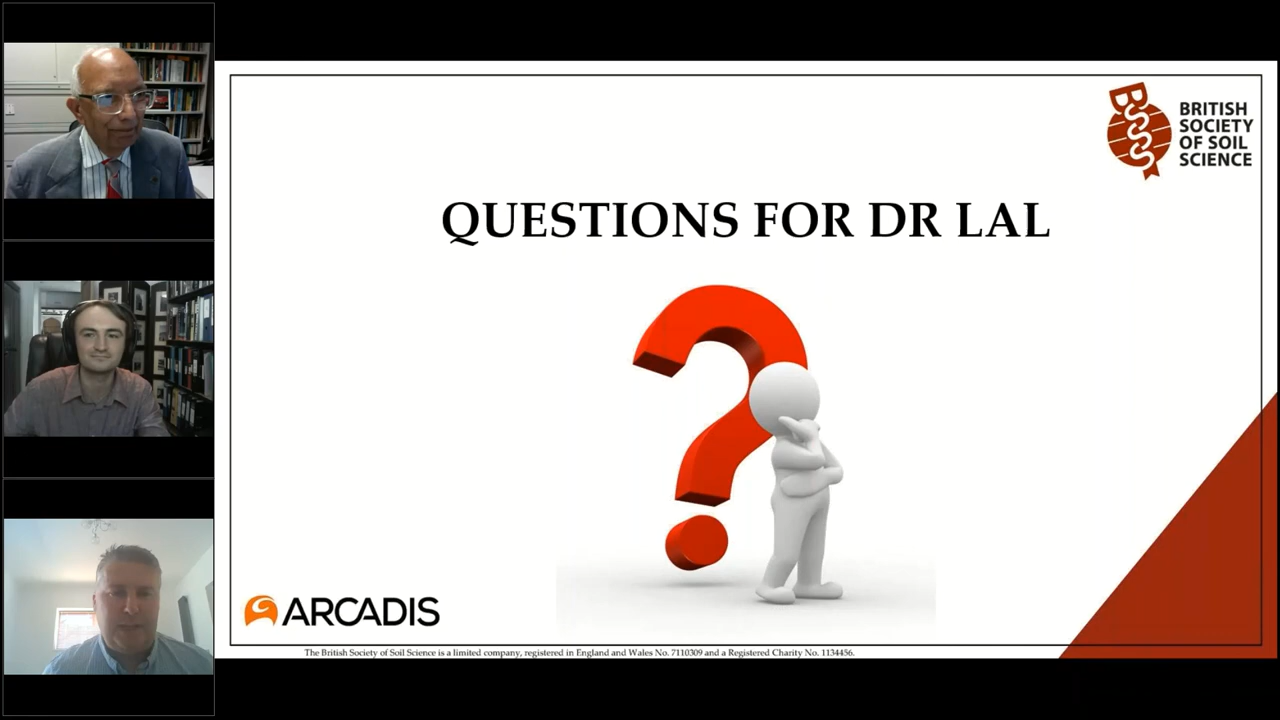 BSSS
BRITISH
SOCIETY
OF SOIL
SCIENCE
QUESTIONS FOR DR LAL
?
ARCADIS
The British Society of Soil Science is a limited company, registered in England and Wales No. 7110309 and a Registered Charity No. 1134456.